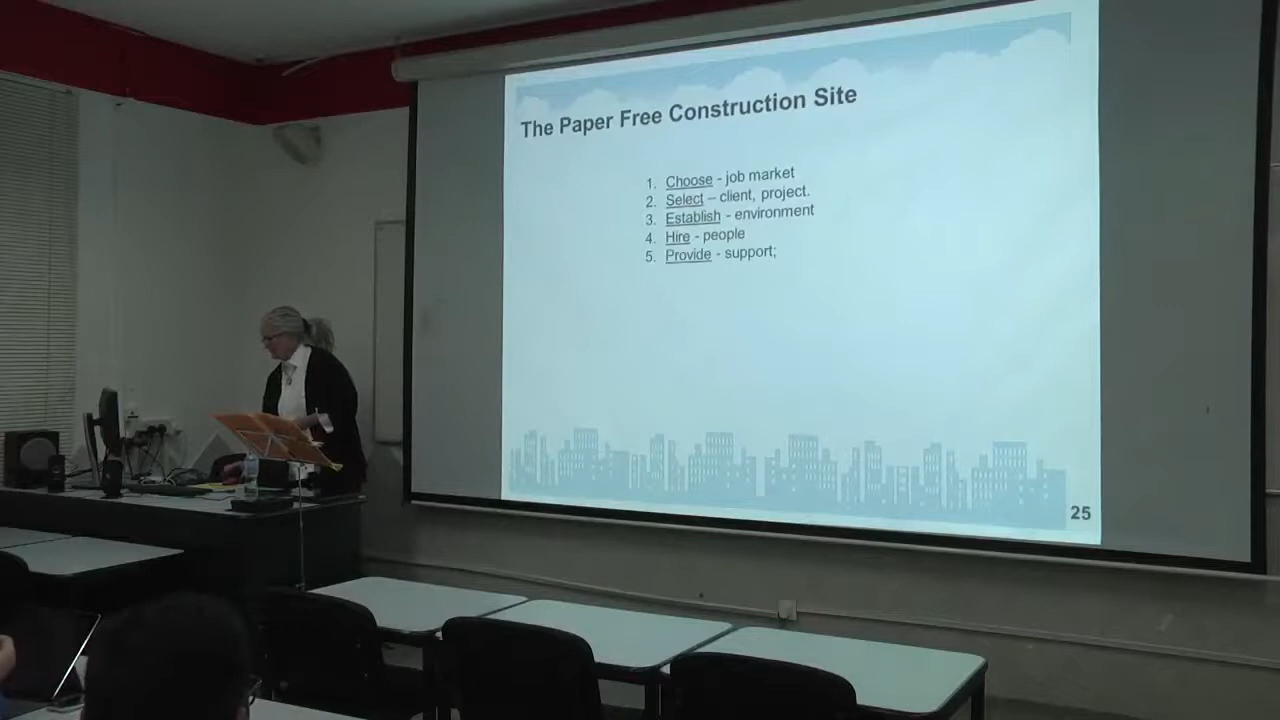 The Paper Free Construction Site
1. Choose - job market
2. Select – client, project.
3. Establish - environment
4. Hire - people
5. Provide - support;
25